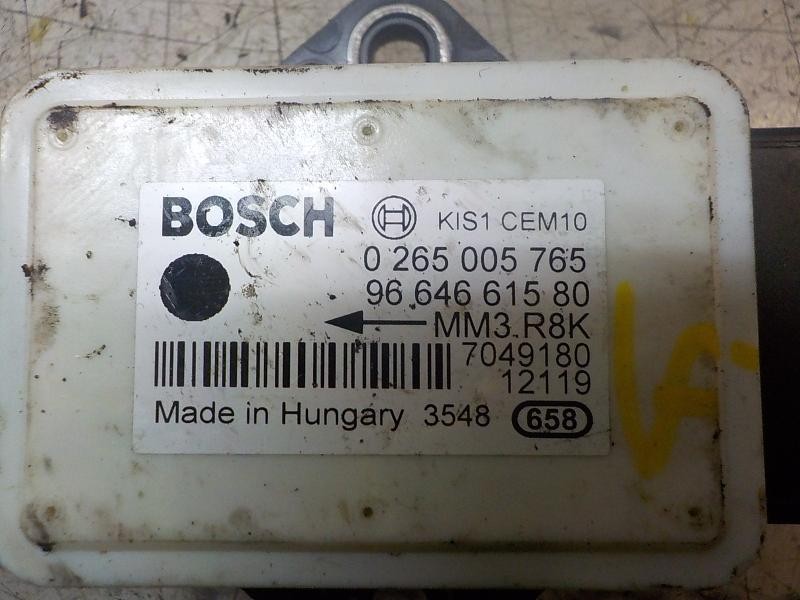 BOSCH KIS1 CEM10
0 265 005 765
96 646 615 80
MM3.R8K
7049180
12119
Made in Hungary 3548 658